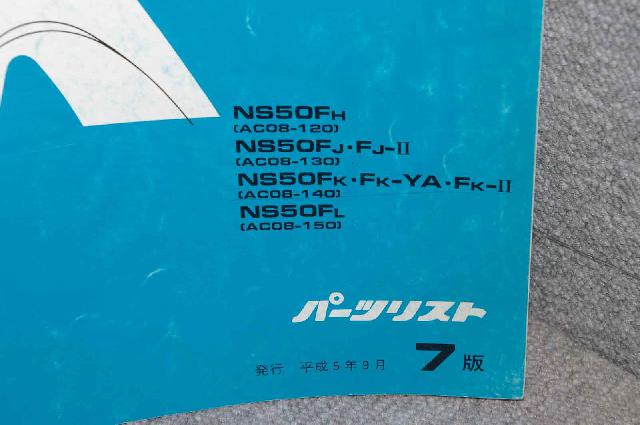 NS50FH
(AC08-120)
NS50FJ・FJ-II
(AC08-130)
NS50FK・FK-YA・FK-II
(AC08-140)
NS50FL
(AC08-150)
パーツリスト
発行 平成5年9月 7版